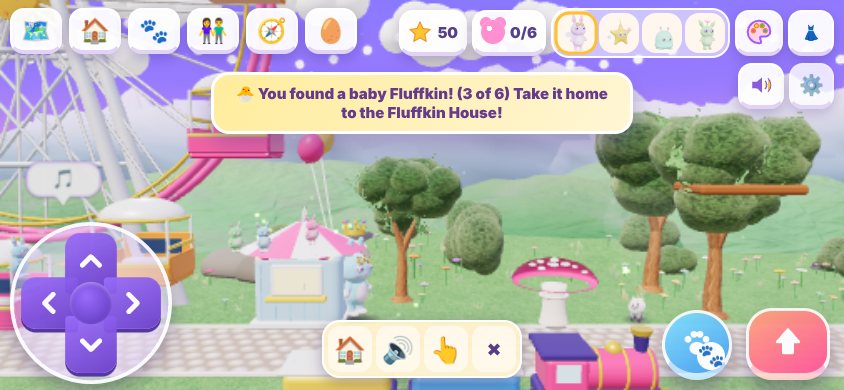 50
0/6
🐣 You found a baby Fluffkin! (3 of 6) Take it home
to the Fluffkin House!